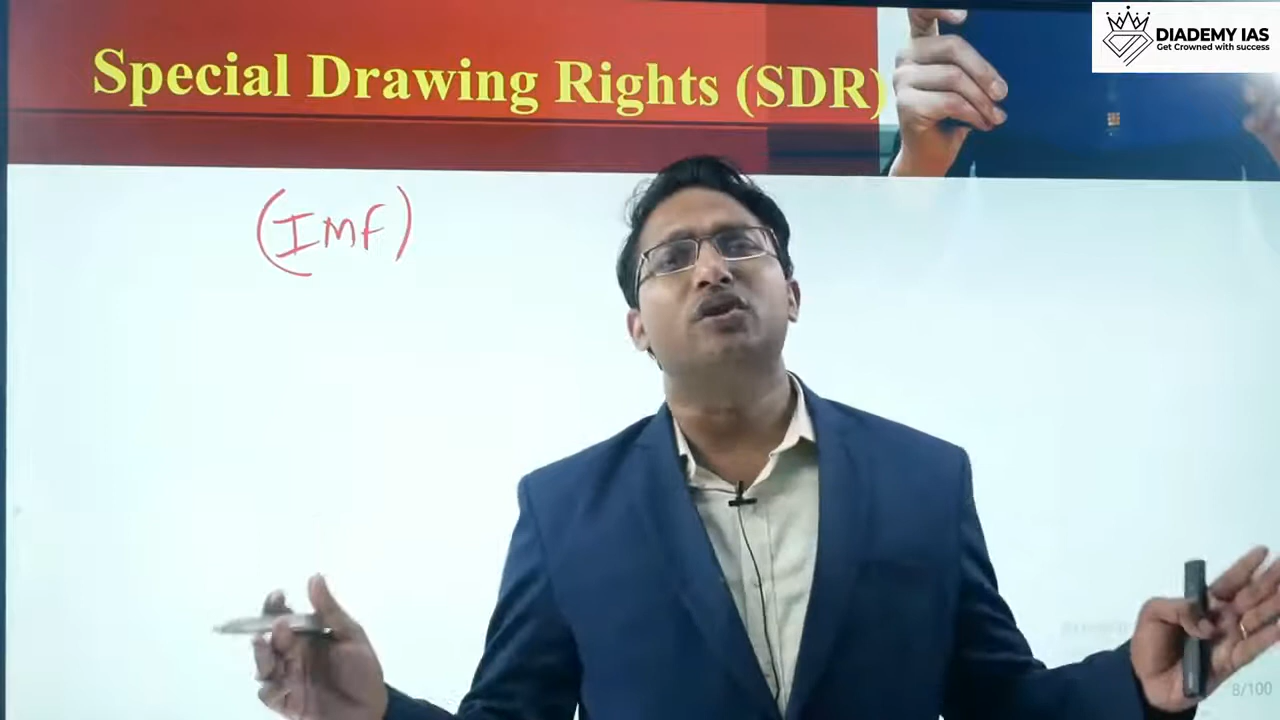 Special Drawing Rights (SDR)
DIADEMY IAS
Get Crowned with success
(IMF)
8/100